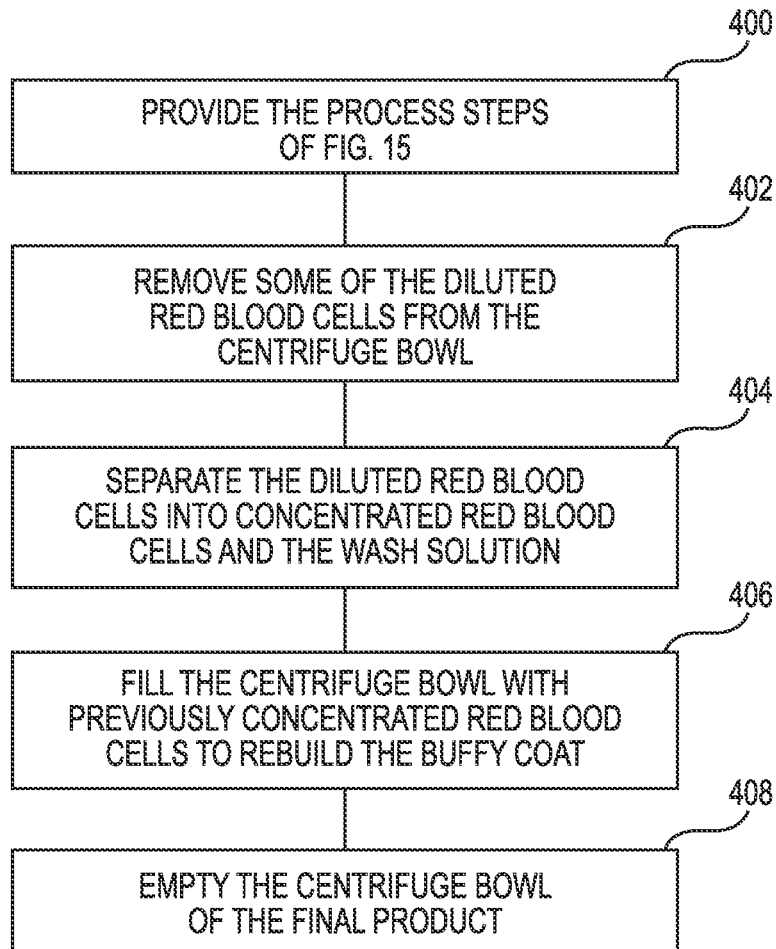 400
PROVIDE THE PROCESS STEPS
OF FIG. 15
402
REMOVE SOME OF THE DILUTED
RED BLOOD CELLS FROM THE
CENTRIFUGE BOWL
404
SEPARATE THE DILUTED RED BLOOD
CELLS INTO CONCENTRATED RED BLOOD
CELLS AND THE WASH SOLUTION
406
FILL THE CENTRIFUGE BOWL WITH
PREVIOUSLY CONCENTRATED RED BLOOD
CELLS TO REBUILD THE BUFFY COAT
408
EMPTY THE CENTRIFUGE BOWL
OF THE FINAL PRODUCT